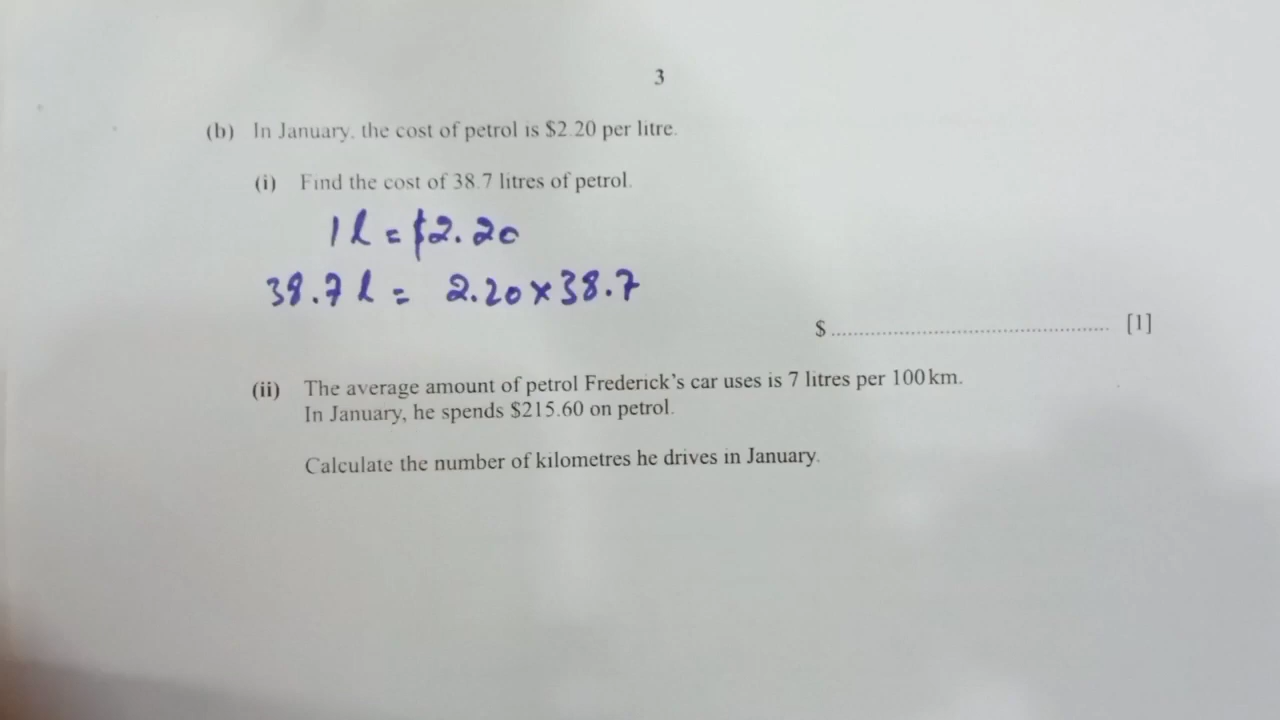 3
(b) In January, the cost of petrol is $2.20 per litre.
(i) Find the cost of 38.7 litres of petrol.
1 l = $2.20
38.7 l = 2.20 × 38.7
$ ................................................ [1]
(ii) The average amount of petrol Frederick's car uses is 7 litres per 100 km.
In January, he spends $215.60 on petrol.
Calculate the number of kilometres he drives in January.